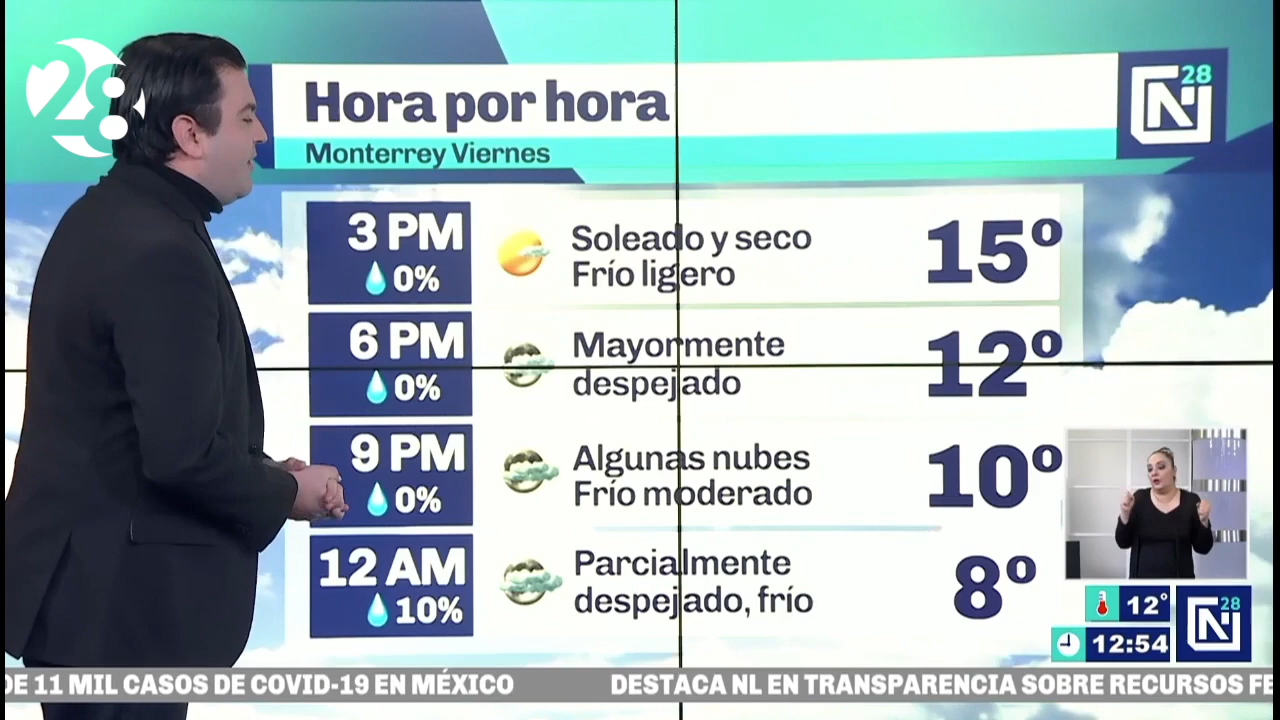 28
Hora por hora
Monterrey Viernes
N 28
3 PM
0%
Soleado y seco
Frío ligero
15°
6 PM
0%
Mayormente
despejado
12°
9 PM
0%
Algunas nubes
Frío moderado
10°
12 AM
10%
Parcialmente
despejado, frío
8°
12°
12:54
N 28
DE 11 MIL CASOS DE COVID-19 EN MÉXICO
DESTACA NL EN TRANSPARENCIA SOBRE RECURSOS FE